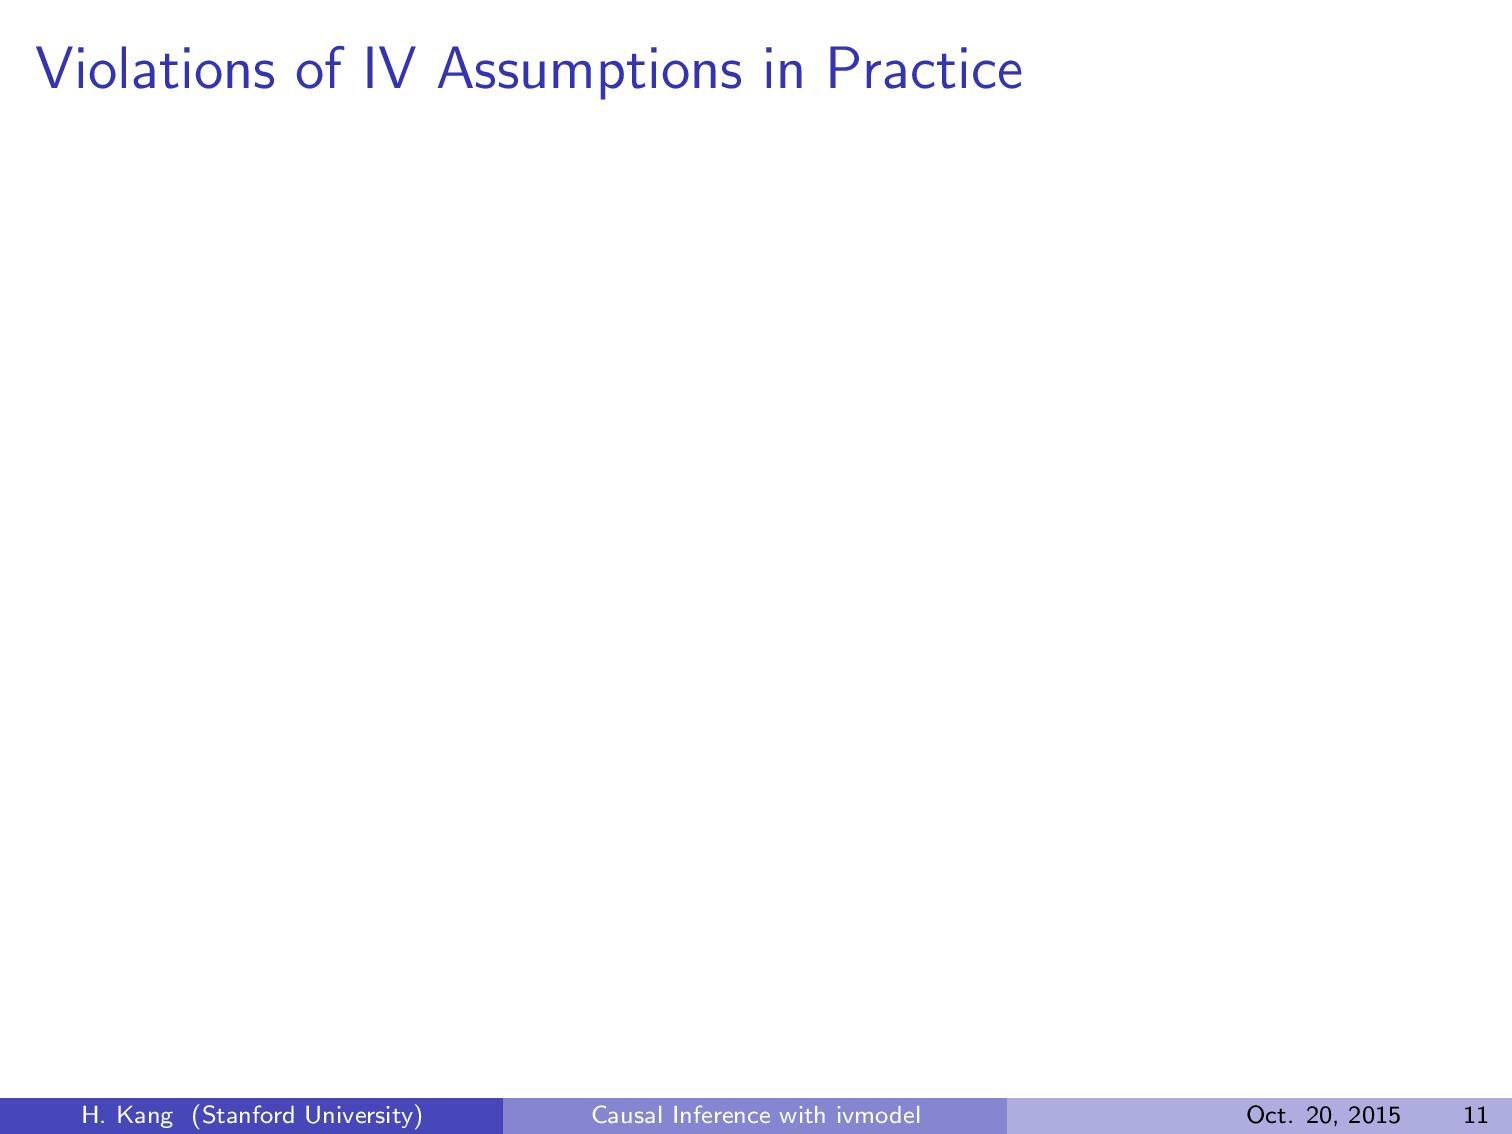 Violations of IV Assumptions in Practice
H. Kang (Stanford University) Causal Inference with ivmodel Oct. 20, 2015 11